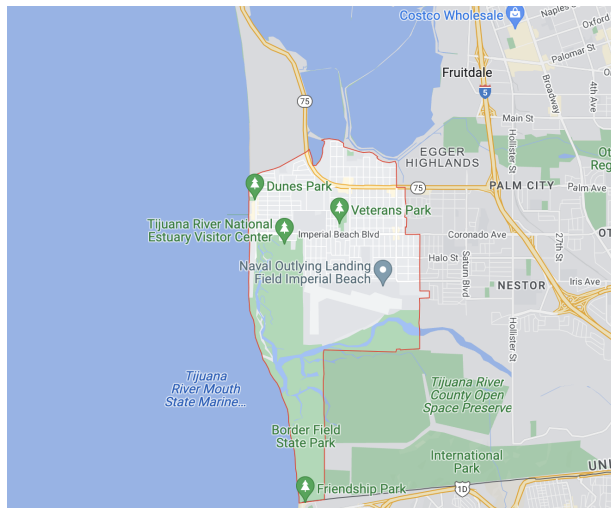 Costco Wholesale
Naples
Oxford
Palomar St
Fruitdale
Broadway
4th Ave
5
75
Main St
Hollister St
EGGER
HIGHLANDS
Ot
Reg
Dunes Park
75
PALM CITY
Palm Ave
Veterans Park
Tijuana River National
Estuary Visitor Center
Imperial Beach Blvd
Coronado Ave
27th St
OT
Halo St
Saturn Blvd
Naval Outlying Landing
Field Imperial Beach
Iris Ave
NESTOR
Hollister St
Tijuana
River Mouth
State Marine...
Tijuana River
County Open
Space Preserve
Border Field
State Park
International
Park
UNI
1D
Friendship Park